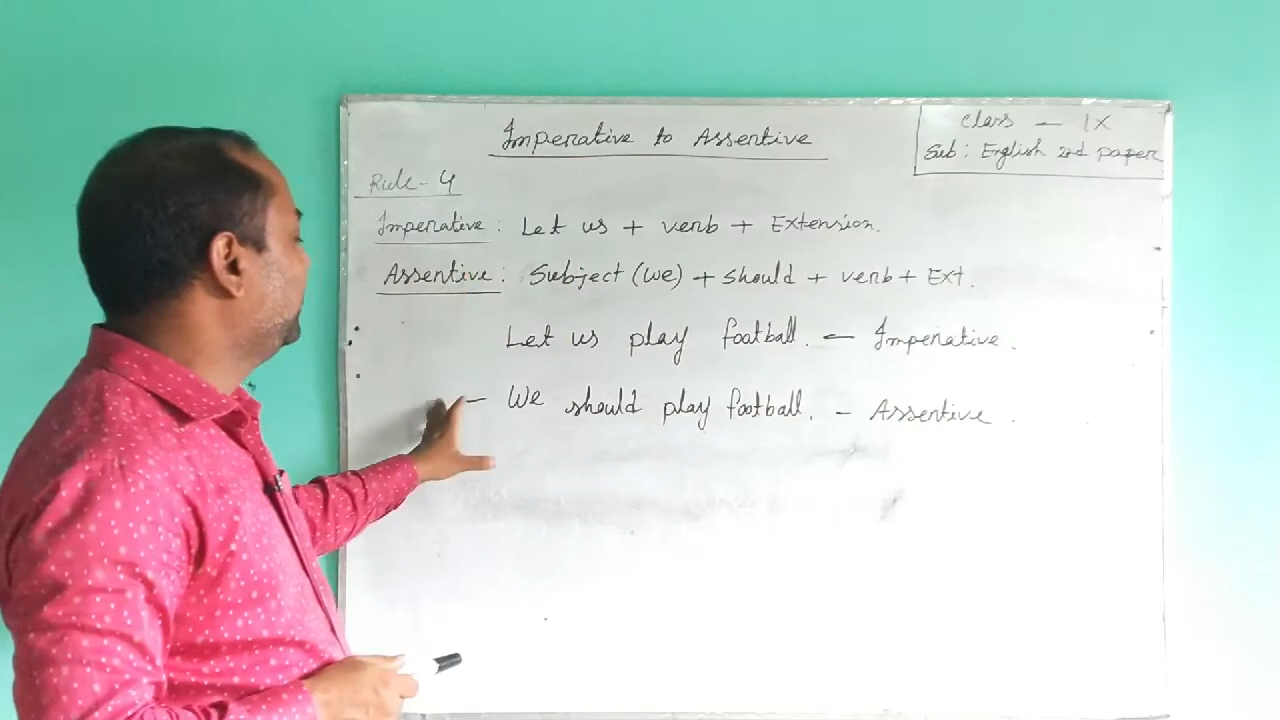 Imperative to Assertive
Class - IX
Sub: English 2nd paper
Rule-4
Imperative: Let us + verb + Extension.
Assertive: Subject (we) + should + verb + Ext.
Let us play football. - Imperative.
- We should play football. - Assertive.